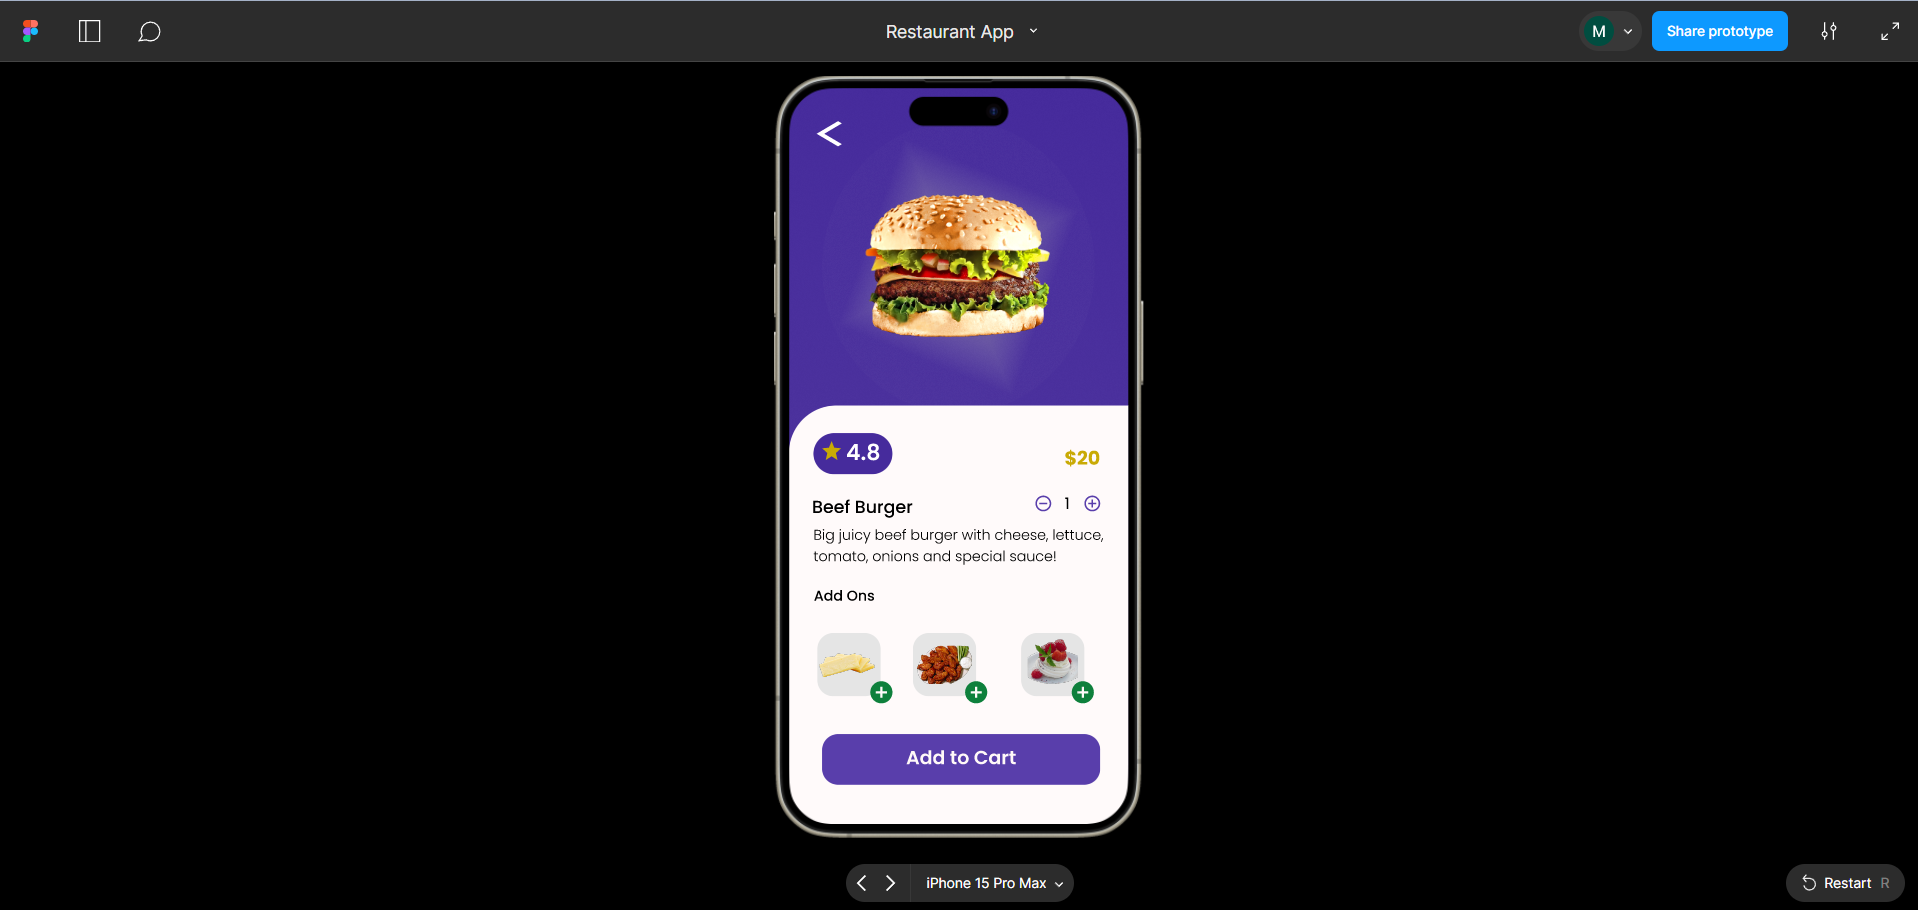 Restaurant App
M
Share prototype
4.8
$20
Beef Burger
1
Big juicy beef burger with cheese, lettuce,
tomato, onions and special sauce!
Add Ons
Add to Cart
iPhone 15 Pro Max
Restart R